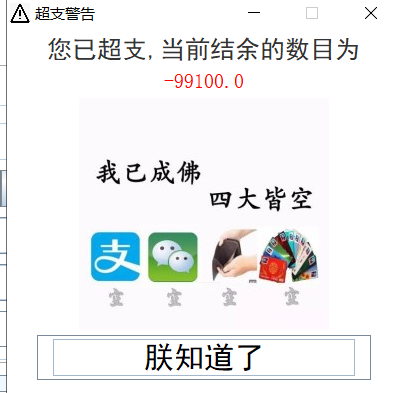 超支警告
您已超支,当前结余的数目为
-99100.0
我已成佛
四大皆空
支
空 空 空 空
朕知道了